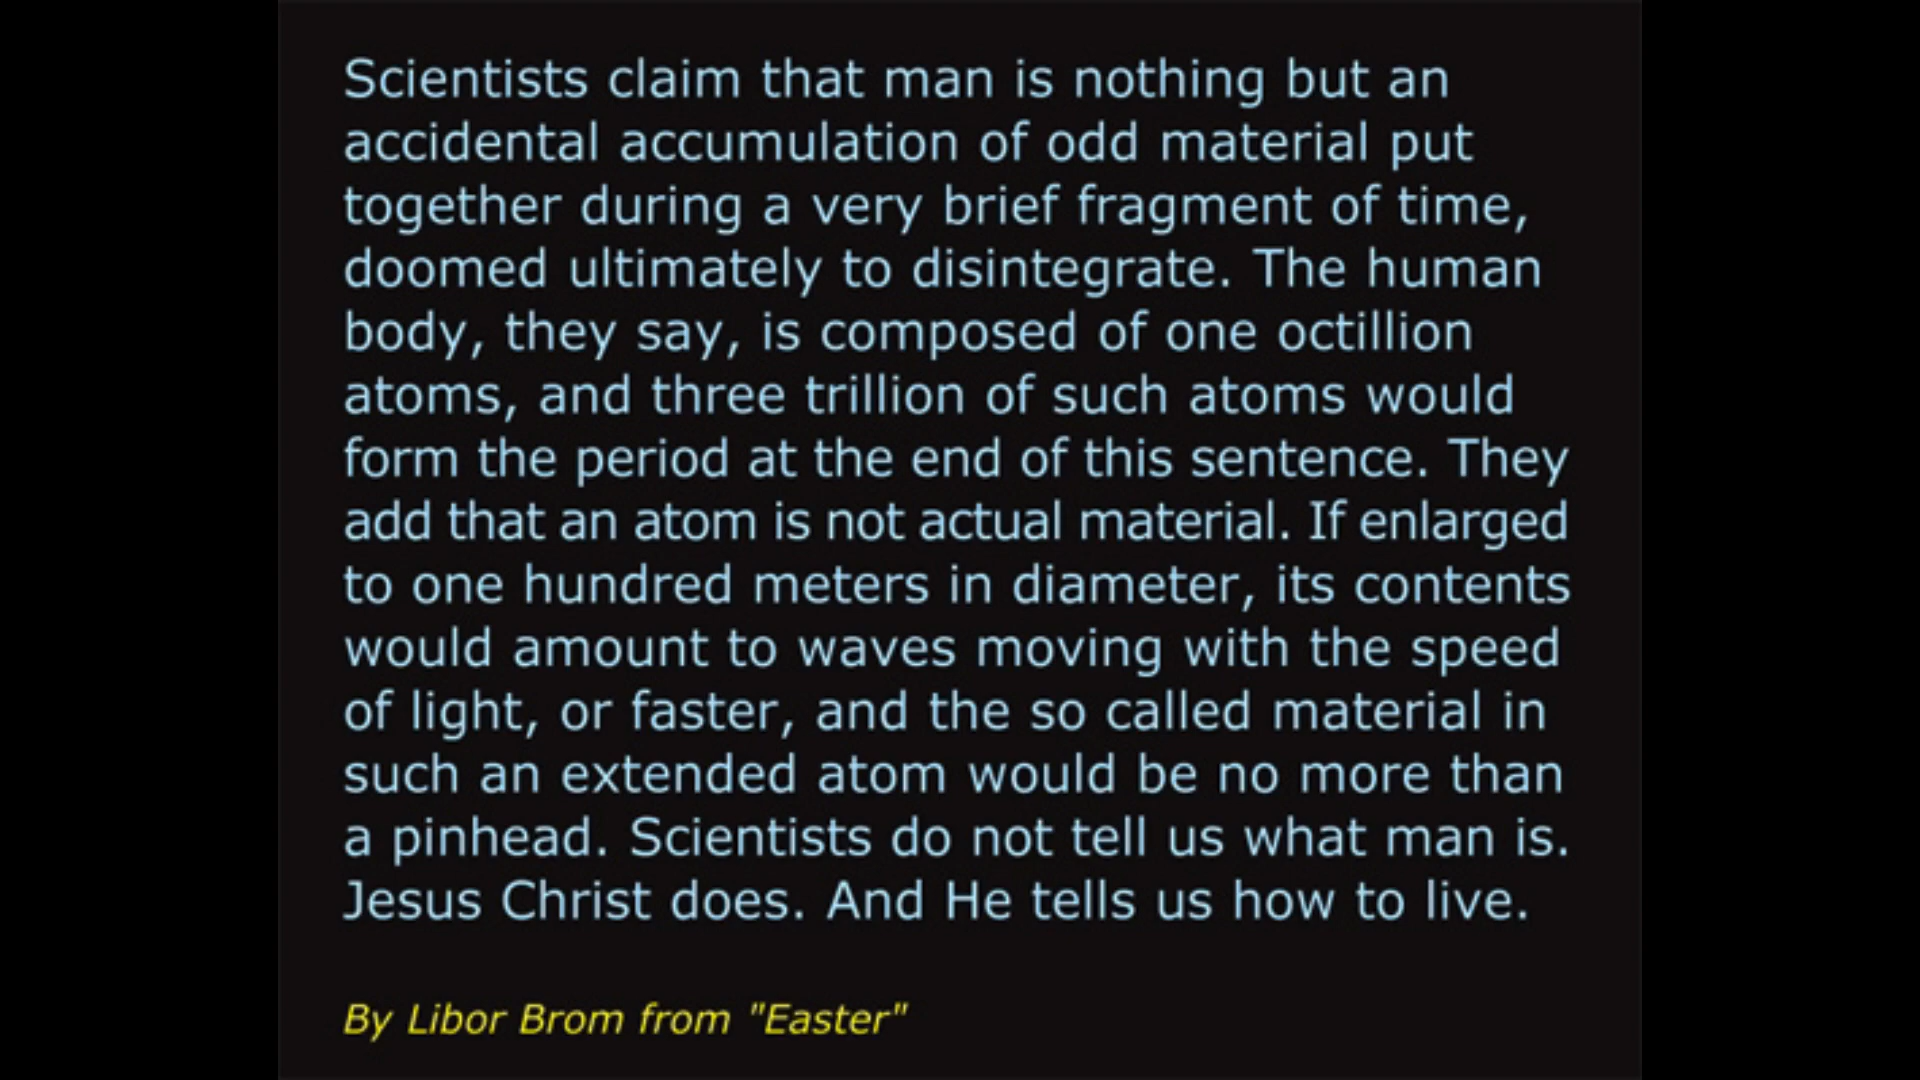 Scientists claim that man is nothing but an
accidental accumulation of odd material put
together during a very brief fragment of time,
doomed ultimately to disintegrate. The human
body, they say, is composed of one octillion
atoms, and three trillion of such atoms would
form the period at the end of this sentence. They
add that an atom is not actual material. If enlarged
to one hundred meters in diameter, its contents
would amount to waves moving with the speed
of light, or faster, and the so called material in
such an extended atom would be no more than
a pinhead. Scientists do not tell us what man is.
Jesus Christ does. And He tells us how to live.
By Libor Brom from "Easter"